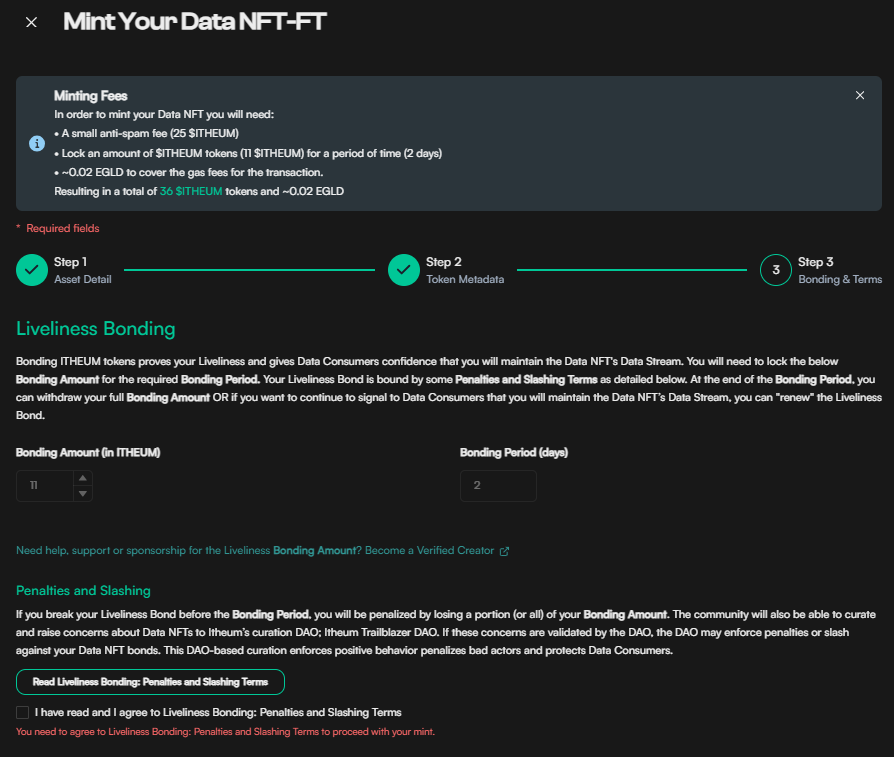 Mint Your Data NFT-FT
Minting Fees
In order to mint your Data NFT you will need:
• A small anti-spam fee (25 $ITHEUM)
• Lock an amount of $ITHEUM tokens (11 $ITHEUM) for a period of time (2 days)
• ~0.02 EGLD to cover the gas fees for the transaction.
Resulting in a total of 36 $ITHEUM tokens and ~0.02 EGLD
* Required fields
Step 1
Asset Detail
Step 2
Token Metadata
3
Step 3
Bonding & Terms
Liveliness Bonding
Bonding ITHEUM tokens proves your Liveliness and gives Data Consumers confidence that you will maintain the Data NFT's Data Stream. You will need to lock the below
Bonding Amount for the required Bonding Period. Your Liveliness Bond is bound by some Penalties and Slashing Terms as detailed below. At the end of the Bonding Period, you
can withdraw your full Bonding Amount OR if you want to continue to signal to Data Consumers that you will maintain the Data NFT's Data Stream, you can "renew" the Liveliness
Bond.
Bonding Amount (in ITHEUM)
Bonding Period (days)
11
2
Need help, support or sponsorship for the Liveliness Bonding Amount? Become a Verified Creator
Penalties and Slashing
If you break your Liveliness Bond before the Bonding Period, you will be penalized by losing a portion (or all) of your Bonding Amount. The community will also be able to curate
and raise concerns about Data NFTs to Itheum's curation DAO; Itheum Trailblazer DAO. If these concerns are validated by the DAO, the DAO may enforce penalties or slash
against your Data NFT bonds. This DAO-based curation enforces positive behavior penalizes bad actors and protects Data Consumers.
Read Liveliness Bonding: Penalties and Slashing Terms
I have read and I agree to Liveliness Bonding: Penalties and Slashing Terms
You need to agree to Liveliness Bonding: Penalties and Slashing Terms to proceed with your mint.